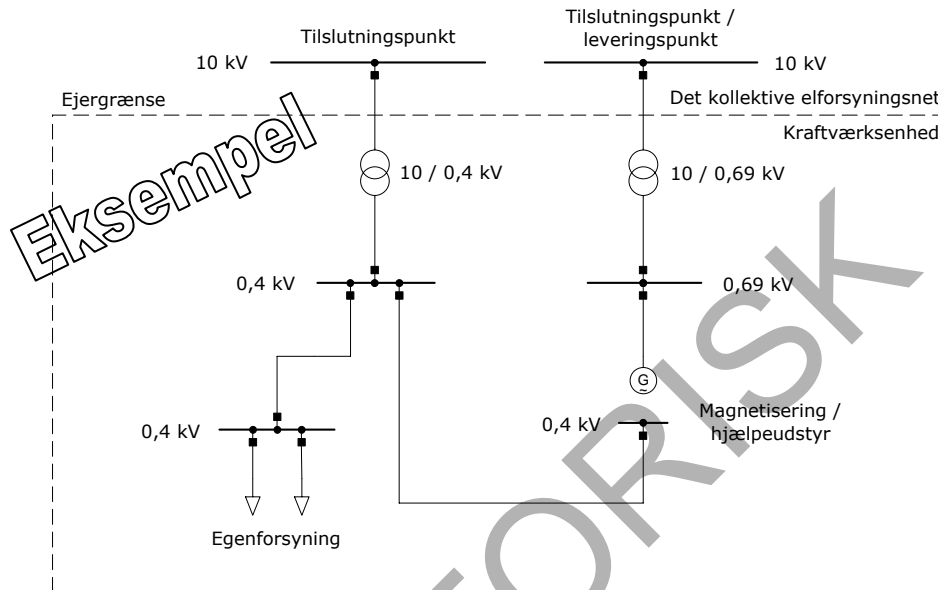 Tilslutningspunkt
Tilslutningspunkt /
leveringspunkt
10 kV
10 kV
Ejergrænse
Det kollektive elforsyningsnet
Kraftværksenhed
Eksempel
10 / 0,4 kV
10 / 0,69 kV
0,4 kV
0,69 kV
G
~
Magnetisering /
hjælpeudstyr
0,4 kV
0,4 kV
Egenforsyning
TORISK